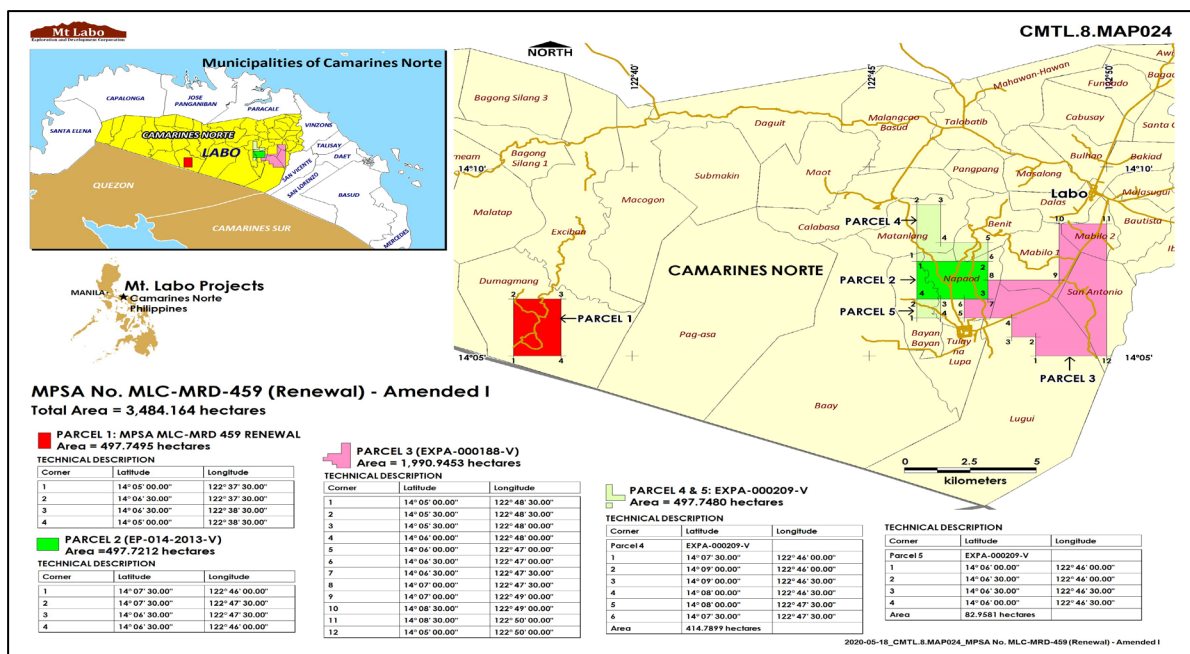 Mt Labo
Exploration and Development Corporation
CMTL.8.MAP024
Municipalities of Camarines Norte
CAPALONGA
JOSE
PANGANIBAN
PARACALE
SANTA ELENA
CAMARINES NORTE
VINZONS
LABO
TALISAY
DAET
SAN VICENTE
SAN LORENZO
BASUD
MERCEDES
QUEZON
CAMARINES SUR
NORTH
122°40'
122°45'
122°50'
Bagong Silang 3
Daguit
Malangcao
Basud
Talobatib
Mahawan-Hawan
Fundado
Cabusay
Bagong
Silang 1
14°10'
Submakin
Maot
Pangpang
Masalong
Bulhao
Bakiad
14°10'
Labo
Malasugui
Dalas
Malatap
Macogon
Calabasa
Matanlang
Benit
Bautista
Mabilo 1
Mabilo 2
Exciban
PARCEL 4
CAMARINES NORTE
PARCEL 2
Napaod
San Antonio
Dumagmang
PARCEL 1
PARCEL 5
Pag-asa
Bayan
Bayan
Tulay
na
Lupa
14°05'
14°05'
PARCEL 3
Baay
Lugui
0 2.5 5
kilometers
MANILA
Mt. Labo Projects
Camarines Norte
Philippines
MPSA No. MLC-MRD-459 (Renewal) - Amended I
Total Area = 3,484.164 hectares
PARCEL 1: MPSA MLC-MRD 459 RENEWAL
Area = 497.7495 hectares
TECHNICAL DESCRIPTION
Corner Latitude Longitude
1 14° 05' 00.00" 122° 37' 30.00"
2 14° 06' 30.00" 122° 37' 30.00"
3 14° 06' 30.00" 122° 38' 30.00"
4 14° 05' 00.00" 122° 38' 30.00"
PARCEL 2 (EP-014-2013-V)
Area =497.7212 hectares
TECHNICAL DESCRIPTION
Corner Latitude Longitude
1 14° 07' 30.00" 122° 46' 00.00"
2 14° 07' 30.00" 122° 47' 30.00"
3 14° 06' 30.00" 122° 47' 30.00"
4 14° 06' 30.00" 122° 46' 00.00"
PARCEL 3 (EXPA-000188-V)
Area = 1,990.9453 hectares
TECHNICAL DESCRIPTION
Corner Latitude Longitude
1 14° 05' 00.00" 122° 48' 30.00"
2 14° 05' 30.00" 122° 48' 30.00"
3 14° 05' 30.00" 122° 48' 00.00"
4 14° 06' 00.00" 122° 48' 00.00"
5 14° 06' 00.00" 122° 47' 00.00"
6 14° 06' 30.00" 122° 47' 00.00"
7 14° 06' 30.00" 122° 47' 30.00"
8 14° 07' 00.00" 122° 47' 30.00"
9 14° 07' 00.00" 122° 49' 00.00"
10 14° 08' 30.00" 122° 49' 00.00"
11 14° 08' 30.00" 122° 50' 00.00"
12 14° 05' 00.00" 122° 50' 00.00"
PARCEL 4 & 5: EXPA-000209-V
Area = 497.7480 hectares
TECHNICAL DESCRIPTION
Corner Latitude Longitude
Parcel 4 EXPA-000209-V
1 14° 07' 30.00" 122° 46' 00.00"
2 14° 09' 00.00" 122° 46' 00.00"
3 14° 09' 00.00" 122° 46' 30.00"
4 14° 08' 00.00" 122° 46' 30.00"
5 14° 08' 00.00" 122° 47' 30.00"
6 14° 07' 30.00" 122° 47' 30.00"
Area 414.7899 hectares
TECHNICAL DESCRIPTION
Corner Latitude Longitude
Parcel 5 EXPA-000209-V
1 14° 06' 00.00" 122° 46' 00.00"
2 14° 06' 30.00" 122° 46' 00.00"
3 14° 06' 30.00" 122° 46' 30.00"
4 14° 06' 00.00" 122° 46' 30.00"
Area 82.9581 hectares
2020-05-18_CMTL.8.MAP024_MPSA No. MLC-MRD-459 (Renewal) - Amended I